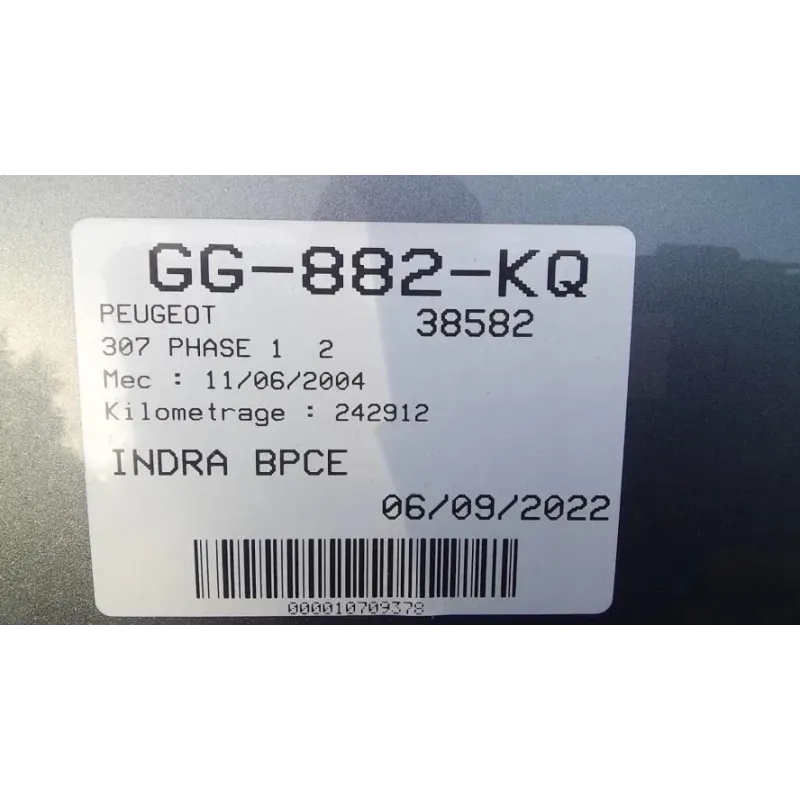 GG-882-KQ
PEUGEOT 38582
307 PHASE 1 2
Mec : 11/06/2004
Kilometrage : 242912
INDRA BPCE
06/09/2022
000010709378